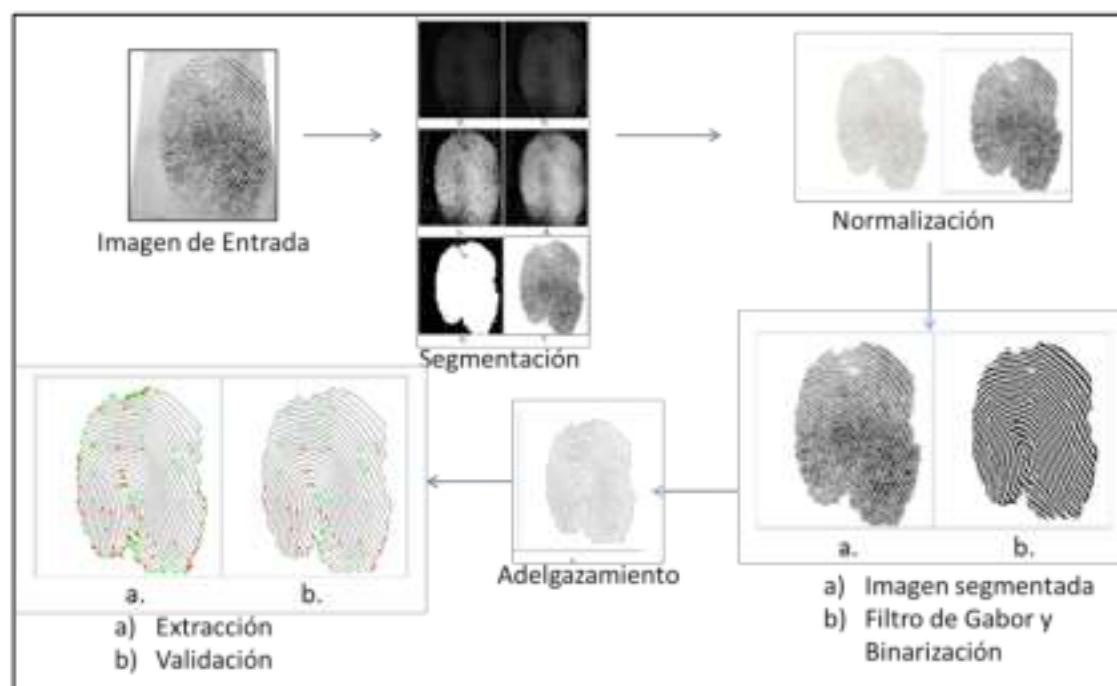 Imagen de Entrada
Segmentación
Normalización
a. b.
a) Imagen segmentada
b) Filtro de Gabor y
Binarización
Adelgazamiento
a. b.
a) Extracción
b) Validación